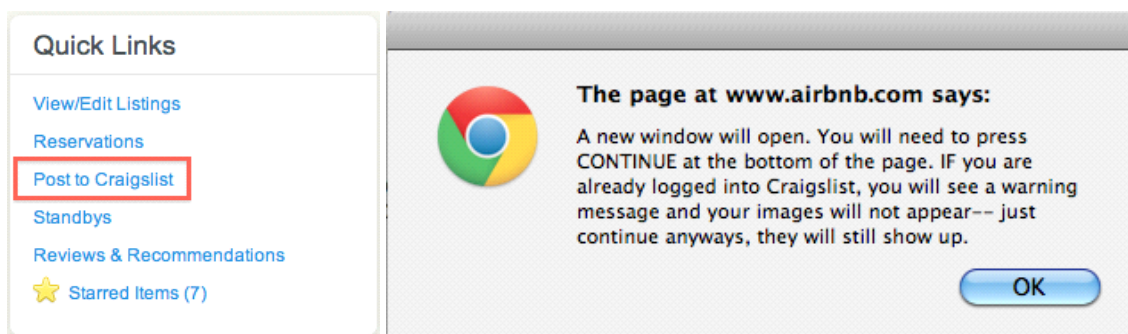 Quick Links
View/Edit Listings
Reservations
Post to Craigslist
Standbys
Reviews & Recommendations
Starred Items (7)
The page at www.airbnb.com says:
A new window will open. You will need to press
CONTINUE at the bottom of the page. IF you are
already logged into Craigslist, you will see a warning
message and your images will not appear-- just
continue anyways, they will still show up.
OK